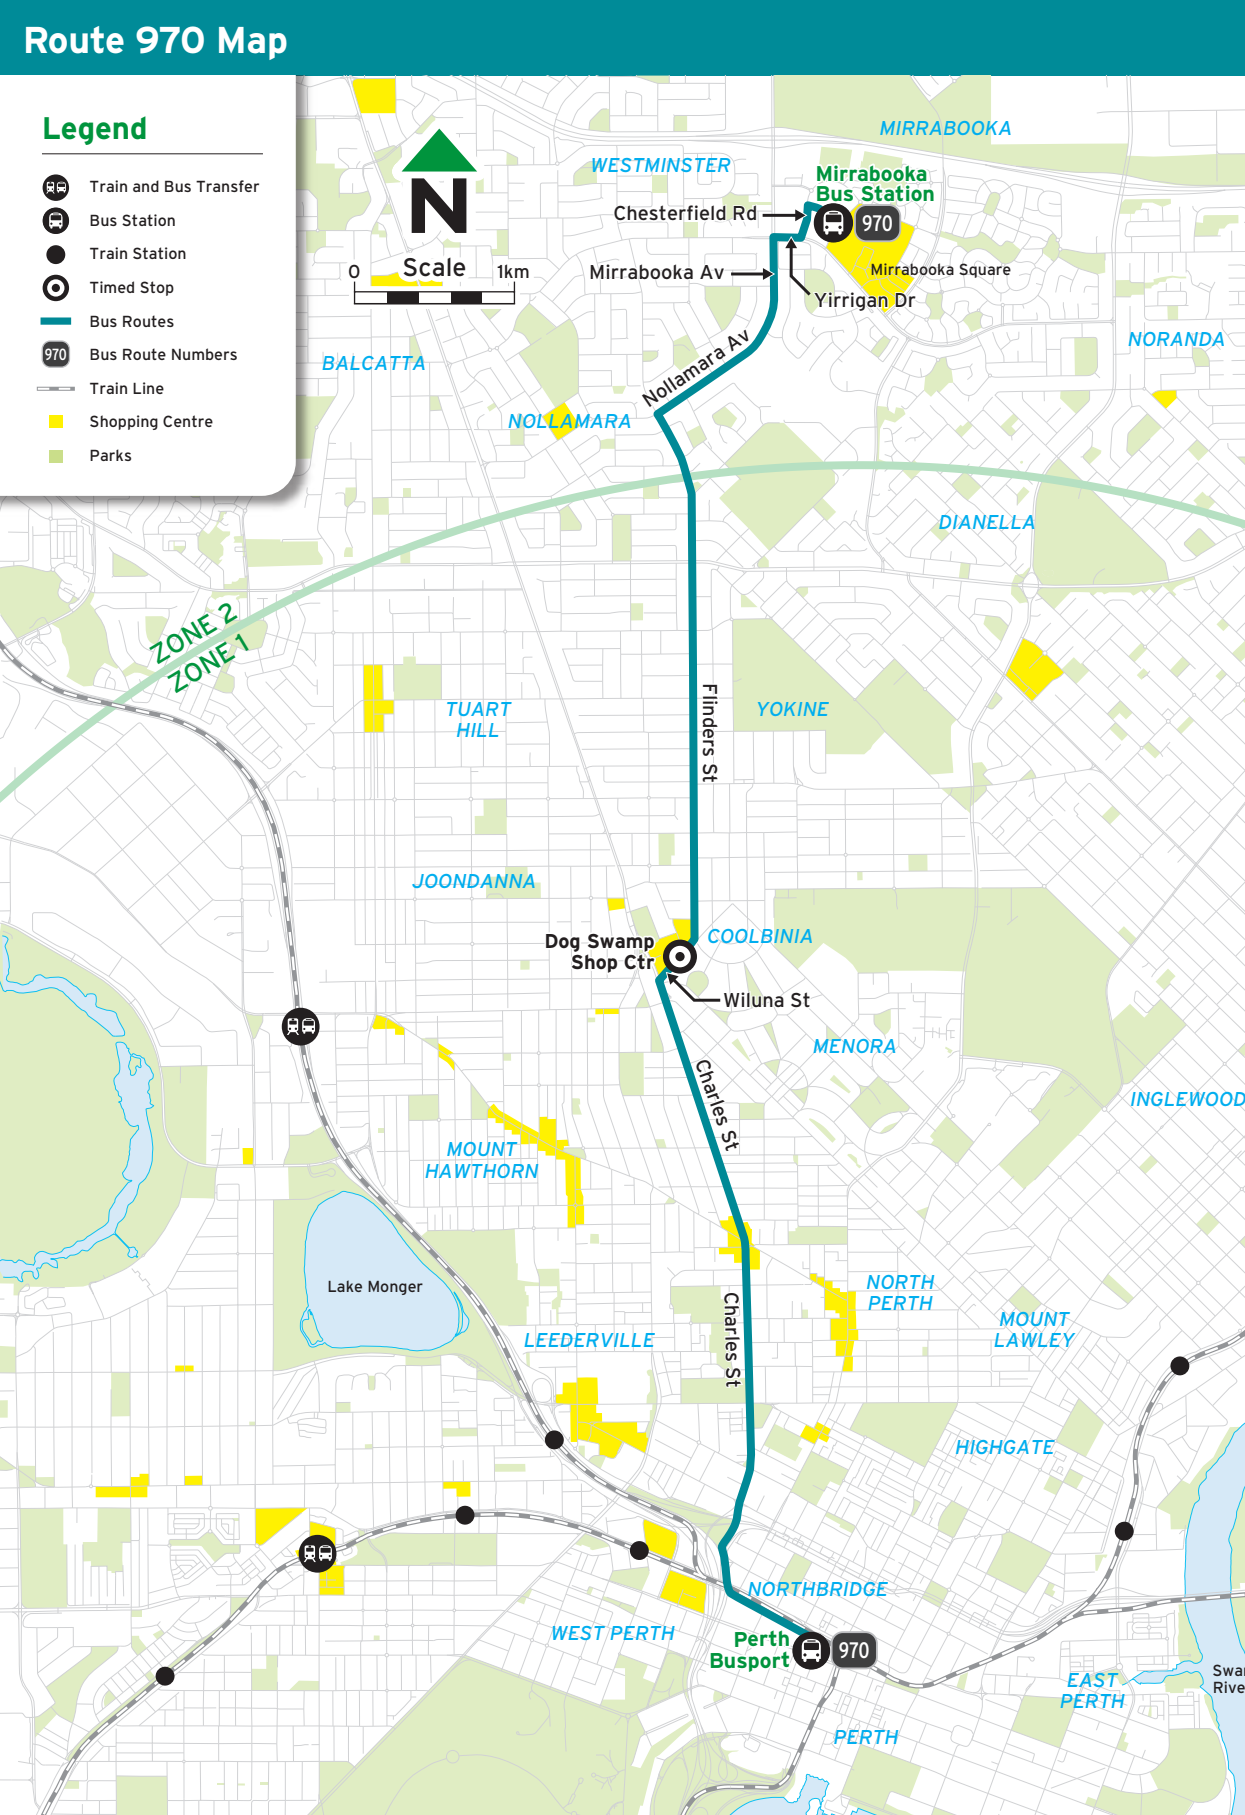 Route 970 Map
Legend
Train and Bus Transfer
Bus Station
Train Station
Timed Stop
Bus Routes
970 Bus Route Numbers
Train Line
Shopping Centre
Parks
N
0 Scale 1km
MIRRABOOKA
WESTMINSTER
Mirrabooka
Bus Station
970
Chesterfield Rd
Mirrabooka Av
Mirrabooka Square
Yirrigan Dr
NORANDA
BALCATTA
Nollamara Av
NOLLAMARA
DIANELLA
ZONE 2
ZONE 1
Flinders St
TUART
HILL
YOKINE
JOONDANNA
Dog Swamp
Shop Ctr
COOLBINIA
Wiluna St
MENORA
Charles St
INGLEWOOD
MOUNT
HAWTHORN
Lake Monger
NORTH
PERTH
Charles St
LEEDERVILLE
MOUNT
LAWLEY
HIGHGATE
NORTHBRIDGE
WEST PERTH
Perth
Busport
970
EAST
PERTH
Swa
Rive
PERTH